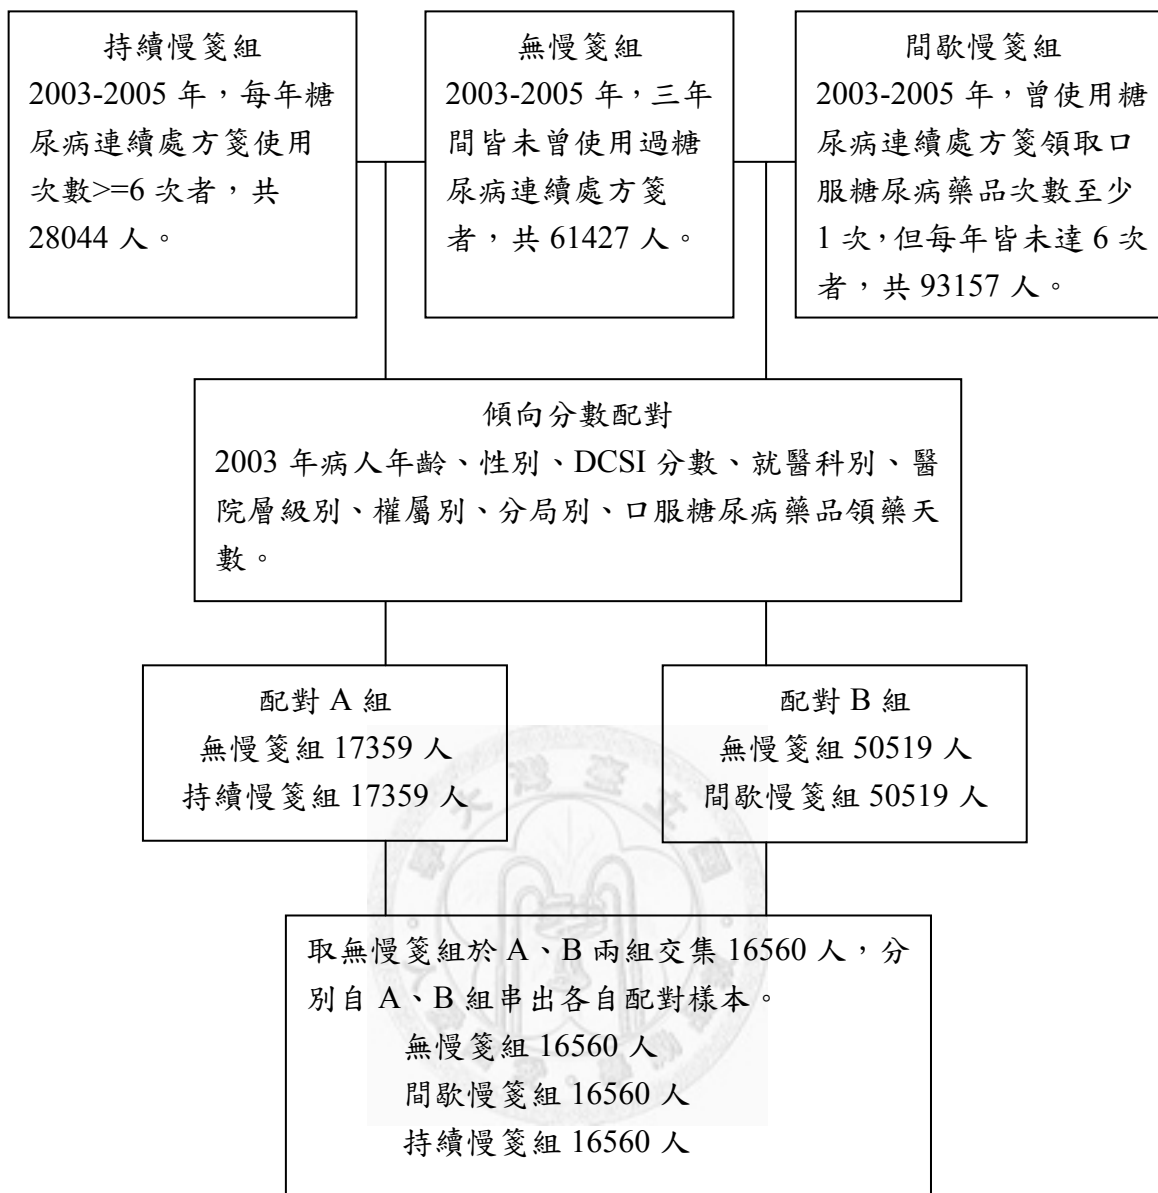 持續慢箋組
2003-2005 年，每年糖
尿病連續處方箋使用
次數>=6 次者，共
28044 人。
無慢箋組
2003-2005 年，三年
間皆未曾使用過糖
尿病連續處方箋
者，共 61427 人。
間歇慢箋組
2003-2005 年，曾使用糖
尿病連續處方箋領取口
服糖尿病藥品次數至少
1 次，但每年皆未達 6 次
者，共 93157 人。
傾向分數配對
2003 年病人年齡、性別、DCSI 分數、就醫科別、醫
院層級別、權屬別、分局別、口服糖尿病藥品領藥天
數。
配對 A 組
無慢箋組 17359 人
持續慢箋組 17359 人
配對 B 組
無慢箋組 50519 人
間歇慢箋組 50519 人
取無慢箋組於 A、B 兩組交集 16560 人，分
別自 A、B 組串出各自配對樣本。
無慢箋組 16560 人
間歇慢箋組 16560 人
持續慢箋組 16560 人